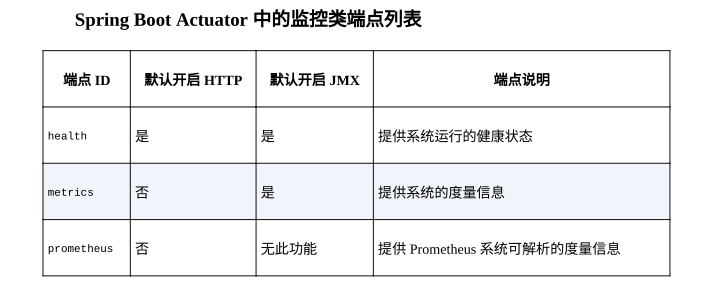 Spring Boot Actuator 中的监控类端点列表
端点 ID 默认开启 HTTP 默认开启 JMX 端点说明
health 是 是 提供系统运行的健康状态
metrics 否 是 提供系统的度量信息
prometheus 否 无此功能 提供 Prometheus 系统可解析的度量信息